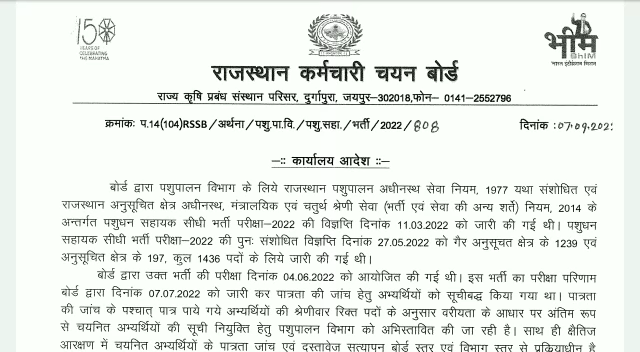 150
YEARS OF
CELEBRATING
THE MAHATMA
भीम
BHIM
राजस्थान कर्मचारी चयन बोर्ड
राज्य कृषि प्रबंध संस्थान परिसर, दुर्गापुरा, जयपुर–302018,फोन– 0141-2552796
क्रमांकः प.14(104)RSSB/अर्थना/पशु.पा.वि./पशु.सहा./भर्ती/2022/808
दिनांक :07.09.202
–:: कार्यालय आदेश ::–
बोर्ड द्वारा पशुपालन विभाग के लिये राजस्थान पशुपालन अधीनस्थ सेवा नियम, 1977 यथा संशोधित एवं
राजस्थान अनुसूचित क्षेत्र अधीनस्थ, मंत्रालयिक एवं चतुर्थ श्रेणी सेवा (भर्ती एवं सेवा की अन्य शर्ते) नियम, 2014 के
अन्तर्गत पशुधन सहायक सीधी भर्ती परीक्षा–2022 की विज्ञप्ति दिनांक 11.03.2022 को जारी की गई थी। पशुधन
सहायक सीधी भर्ती परीक्षा–2022 की पुनः संशोधित विज्ञप्ति दिनांक 27.05.2022 को गैर अनुसूचत क्षेत्र के 1239 एवं
अनुसूचित क्षेत्र के 197, कुल 1436 पदों के लिये जारी की गई थी।
बोर्ड द्वारा उक्त भर्ती की परीक्षा दिनांक 04.06.2022 को आयोजित की गई थी। इस भर्ती का परीक्षा परिणाम
बोर्ड द्वारा दिनांक 07.07.2022 को जारी कर पात्रता की जांच हेतु अभ्यर्थियों को सूचीबद्ध किया गया था। पात्रता
की जांच के पश्चात् पात्र पाये गये अभ्यर्थियों की श्रेणीवार रिक्त पदों के अनुसार वरीयता के आधार पर अंतिम रूप
से चयनित अभ्यर्थियों की सूची नियुक्ति हेतु पशुपालन विभाग को अभिस्तावित की जा रही है। साथ ही क्षैतिज
आरक्षण में चयनित अभ्यर्थियों के पात्रता जांच एवं दस्तावेज सत्यापन बोर्ड स्तर एवं विभाग स्तर से प्रक्रियाधीन है